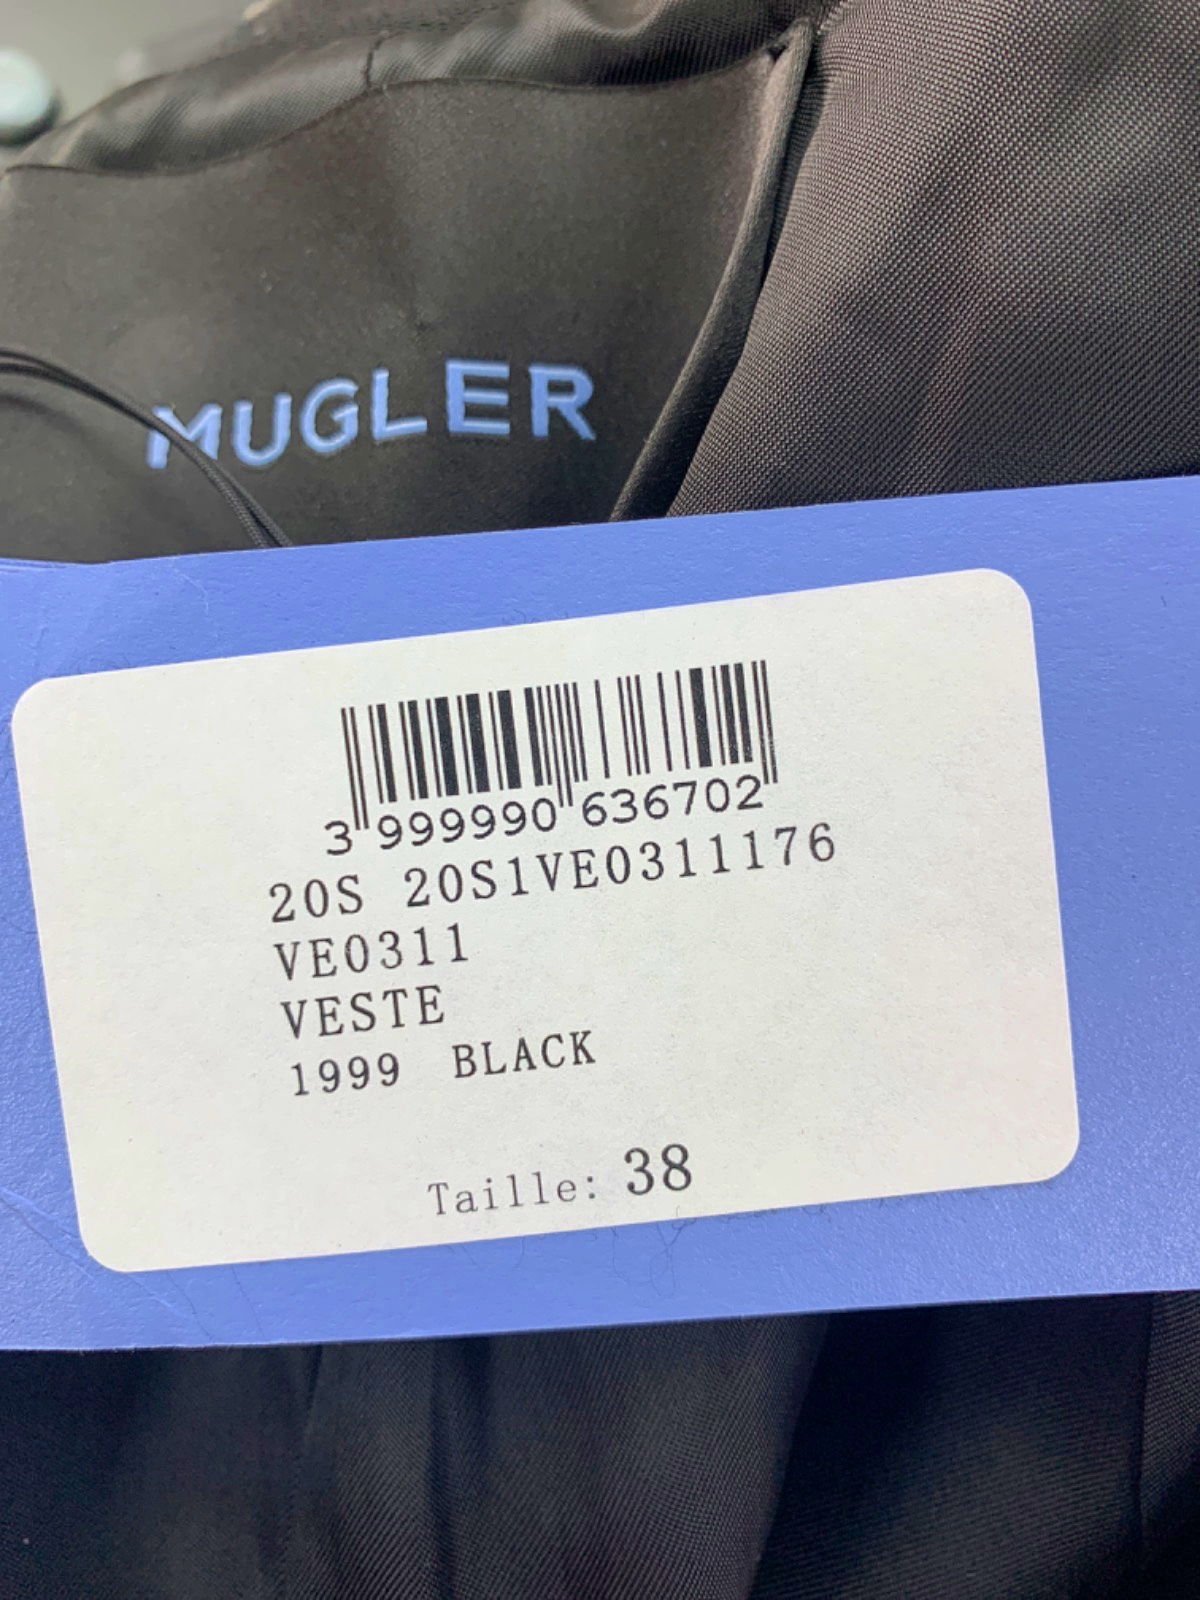 MUGLER
3 999990 636702
20S 20S1VE0311176
VE0311
VESTE
1999 BLACK
Taille: 38